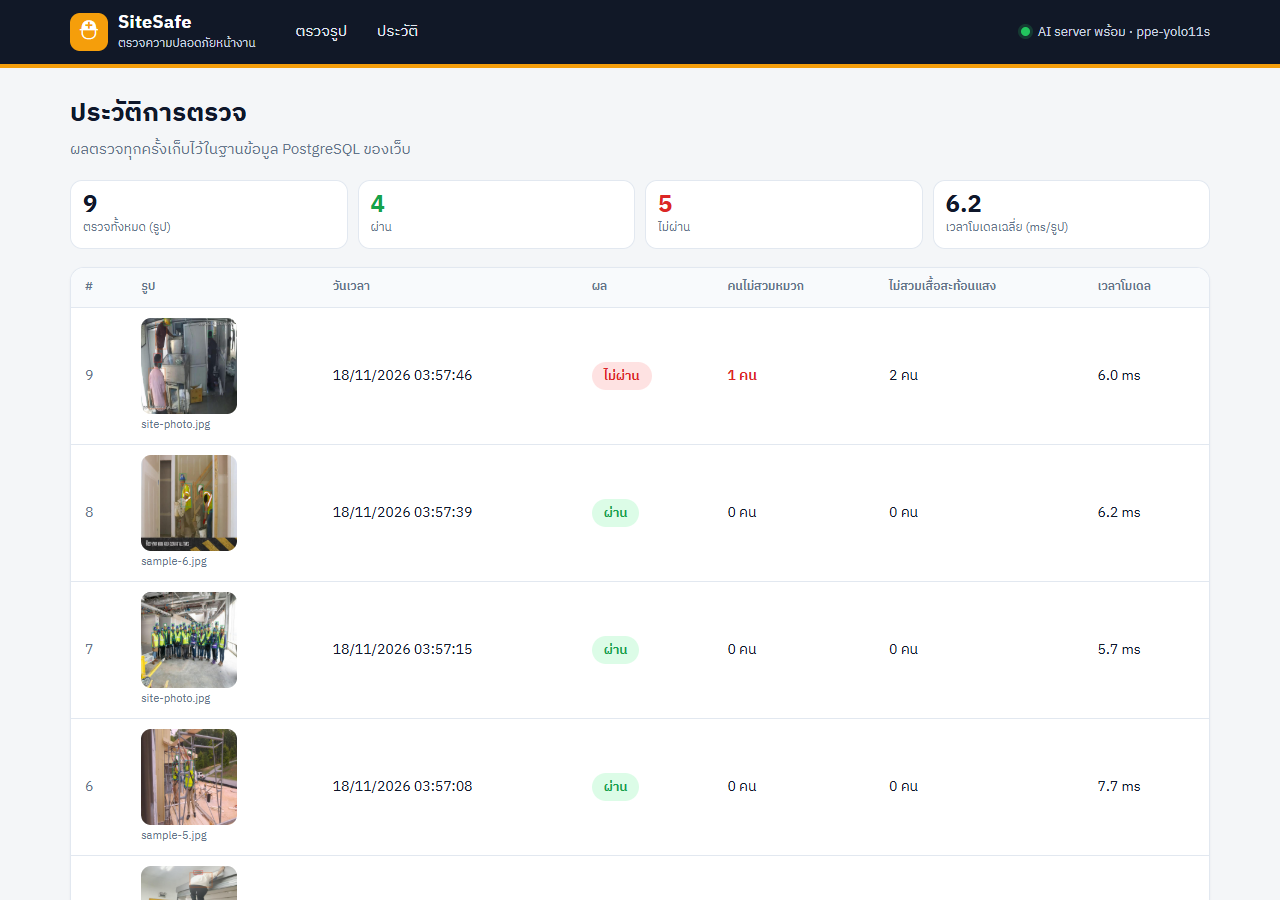 SiteSafe
ตรวจความปลอดภัยหน้างาน
ตรวจรูป
ประวัติ
AI server พร้อม · ppe-yolo11s
ประวัติการตรวจ
ผลตรวจทุกครั้งเก็บไว้ในฐานข้อมูล PostgreSQL ของเว็บ
9
ตรวจทั้งหมด (รูป)
4
ผ่าน
5
ไม่ผ่าน
6.2
เวลาโมเดลเฉลี่ย (ms/รูป)
# รูป วันเวลา ผล คนไม่สวมหมวก ไม่สวมเสื้อสะท้อนแสง เวลาโมเดล
9 18/11/2026 03:57:46 ไม่ผ่าน 1 คน 2 คน 6.0 ms
site-photo.jpg
8 18/11/2026 03:57:39 ผ่าน 0 คน 0 คน 6.2 ms
sample-6.jpg
7 18/11/2026 03:57:15 ผ่าน 0 คน 0 คน 5.7 ms
site-photo.jpg
6 18/11/2026 03:57:08 ผ่าน 0 คน 0 คน 7.7 ms
sample-5.jpg